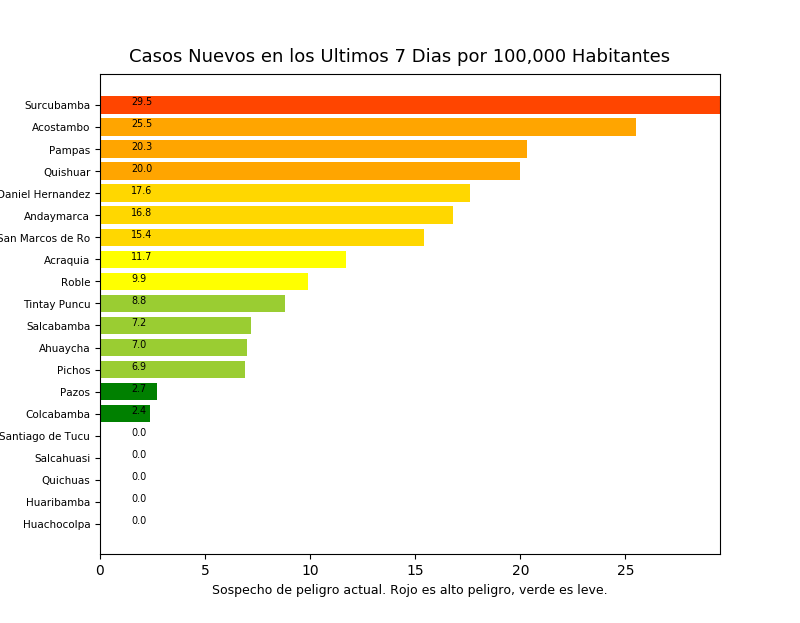 Casos Nuevos en los Ultimos 7 Dias por 100,000 Habitantes
Surcubamba 29.5
Acostambo 25.5
Pampas 20.3
Quishuar 20.0
Daniel Hernandez 17.6
Andaymarca 16.8
San Marcos de Ro 15.4
Acraquia 11.7
Roble 9.9
Tintay Puncu 8.8
Salcabamba 7.2
Ahuaycha 7.0
Pichos 6.9
Pazos 2.7
Colcabamba 2.4
Santiago de Tucu 0.0
Salcahuasi 0.0
Quichuas 0.0
Huaribamba 0.0
Huachocolpa 0.0
0 5 10 15 20 25
Sospecho de peligro actual. Rojo es alto peligro, verde es leve.